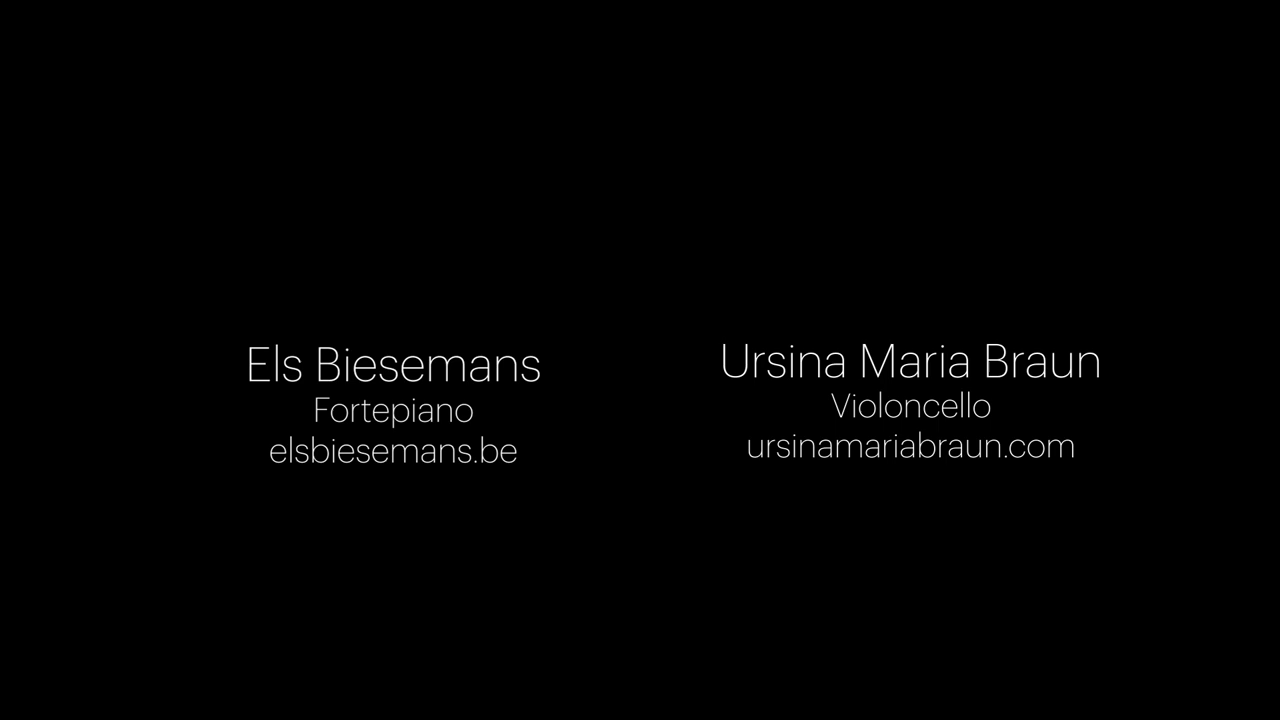 Els Biesemans
Fortepiano
elsbiesemans.be
Ursina Maria Braun
Violoncello
ursinamariabraun.com